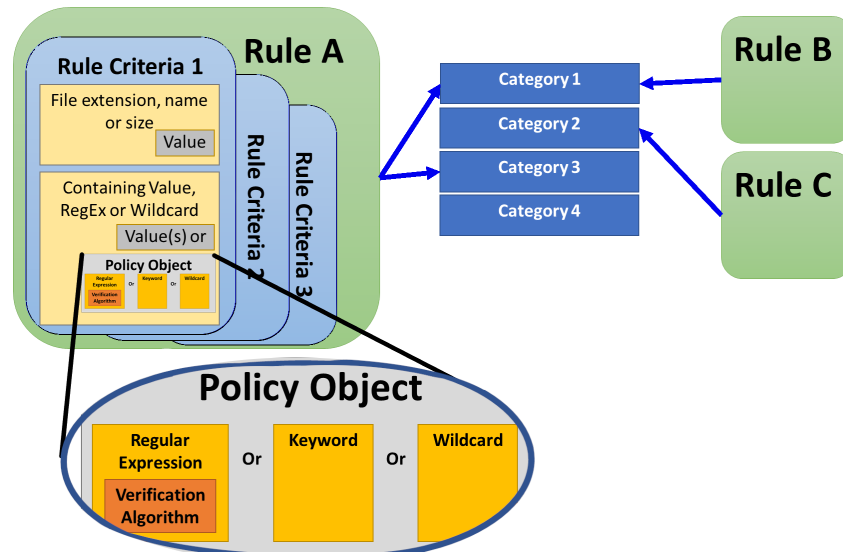 Rule A
Rule Criteria 1
File extension, name
or size
Value
Containing Value,
RegEx or Wildcard
Value(s) or
Policy Object
Regular
Expression
Verification
Algorithm
Or
Keyword
Or
Wildcard
Rule Criteria 2
Rule Criteria 3
Category 1
Category 2
Category 3
Category 4
Rule B
Rule C
Policy Object
Regular
Expression
Verification
Algorithm
Or
Keyword
Or
Wildcard